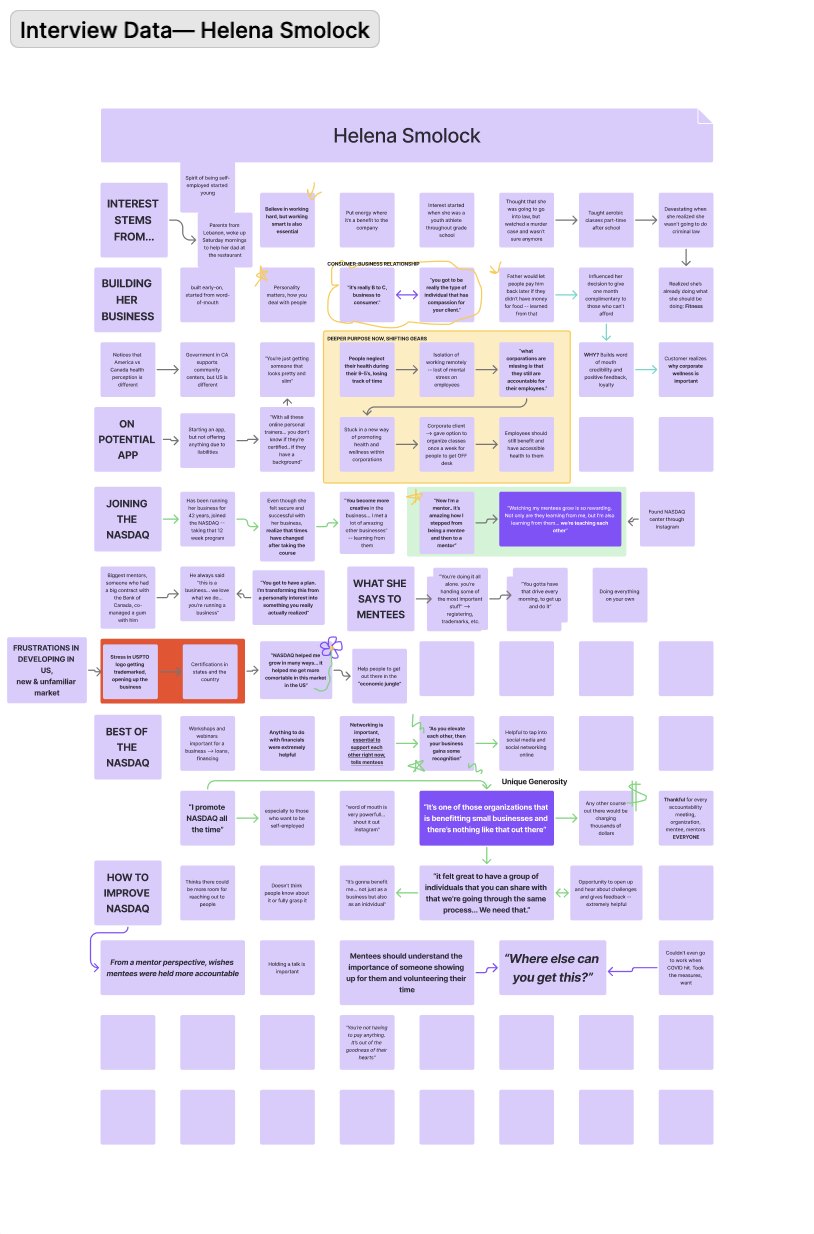 Interview Data— Helena Smolock
Helena Smolock
Spirit of being self-
employed started
young
INTEREST
STEMS
FROM...
Parents from
Lebanon, woke up
Saturday mornings
to help her dad at
the restaurant
Believe in working
hard, but working
smart is also
essential
Put energy where
it's a benefit to the
company
Interest started
when she was a
youth athlete
throughout grade
school
Thought that she
was going to go
into law, but
watched a murder
case and wasn't
sure anymore
Taught aerobic
classes part-time
after school
Devastating when
she realized she
wasn't going to do
criminal law
BUILDING
HER
BUSINESS
built early-on,
started from word-
of-mouth
Personality
matters, how you
deal with people
CONSUMER-BUSINESS RELATIONSHIP
"it's really B to C,
business to
consumer."
"you got to be
really the type of
individual that has
compassion for
your client."
Father would let
people pay him
back later if they
didn't have money
for food -- learned
from that
Influenced her
decision to give
one month
complimentary to
those who can't
afford
Realized she's
already doing what
she should be
doing: Fitness
Notices that
America vs
Canada health
perception is
different
Government in CA
supports
community
centers, but US is
different
"You're just getting
someone that
looks pretty and
slim"
DEEPER PURPOSE NOW, SHIFTING GEARS
People neglect
their health during
their 9-5's, losing
track of time
Isolation of
working remotely
-- lost of mental
stress on
employees
"what
corporations are
missing is that
they still are
accountable for
their employees."
WHY? Builds word
of mouth
credibility and
positive feedback,
loyalty
Customer realizes
why corporate
wellness is
important
ON
POTENTIAL
APP
Starting an app,
but not offering
anything due to
liabilities
"With all these
online personal
trainers... you don't
know if they're
certified.. if they
have a
background"
Stuck in a new way
of promoting
health and
wellness within
corporations
Corporate client
-> gave option to
organize classes
once a week for
people to get OFF
desk
Employees should
still benefit and
have accessible
health to them
JOINING
THE
NASDAQ
Has been running
her business for
42 years, joined
the NASDAQ --
taking that 12
week program
Even though she
felt secure and
successful with
her business,
realize that times
have changed
after taking the
course
"You become more
creative in the
business... I met a
lot of amazing
other businesses"
-- learning from
them
"Now I'm a
mentor.. it's
amazing how I
stepped from
being a mentee
and then to a
mentor"
"Watching my mentees grow is so rewarding.
Not only are they learning from me, but I'm also
learning from them... we're teaching each
other"
Found NASDAQ
center through
Instagram
Biggest mentors,
someone who had
a big contract with
the Bank of
Canada, co-
managed a gum
with him
He always said
"this is a
business... we love
what we do...
you're running a
business"
"You got to have a plan.
I'm transforming this from
a personally interest into
something you really
actually realized"
WHAT SHE
SAYS TO
MENTEES
"You're doing it all
alone, you're
handing some of
the most important
stuff" ->
registering,
trademarks, etc.
"You gotta have
that drive every
morning, to get up
and do it"
Doing everything
on your own
FRUSTRATIONS IN
DEVELOPING IN
US,
new & unfamiliar
market
Stress in USPTO
logo getting
trademarked,
opening up the
business
Certifications in
states and the
country
"NASDAQ helped me
grow in many ways... it
helped me get more
comortable in this market
in the US"
Help people to get
out there in the
"economic jungle"
BEST OF
THE
NASDAQ
Workshops and
webinars
important for a
business -> loans,
financing
Anything to do
with financials
were extremely
helpful
Networking is
important,
essential to
support each
other right now,
tells mentees
"As you elevate
each other, then
your business
gains some
recognition"
Helpful to tap into
social media and
social networking
online
Unique Generosity
"I promote
NASDAQ all
the time"
especially to those
who want to be
self-employed
"word of mouth is
very powerful...
shout it out
instagram"
"It's one of those organizations that
is benefitting small businesses and
there's nothing like that out there"
Any other course
out there would be
charging
thousands of
dollars
Thankful for every
accountability
meeting,
organization,
mentee, mentors
EVERYONE
HOW TO
IMPROVE
NASDAQ
Thinks there could
be more room for
reaching out to
people
Doesn't think
people know about
it or fully grasp it
"It's gonna benefit
me... not just as a
business but also
as an inidvidual"
"it felt great to have a group of
individuals that you can share with
that we're going through the same
process... We need that."
Opportunity to open up
and hear about challenges
and gives feedback --
extremely helpful
From a mentor perspective, wishes
mentees were held more accountable
Holding a talk is
important
Mentees should understand the
importance of someone showing
up for them and volunteering their
time
"Where else can
you get this?"
Couldn't even go
to work when
COVID hit. Took
the measures,
want
"You're not having
to pay anything.
It's out of the
goodness of their
hearts"